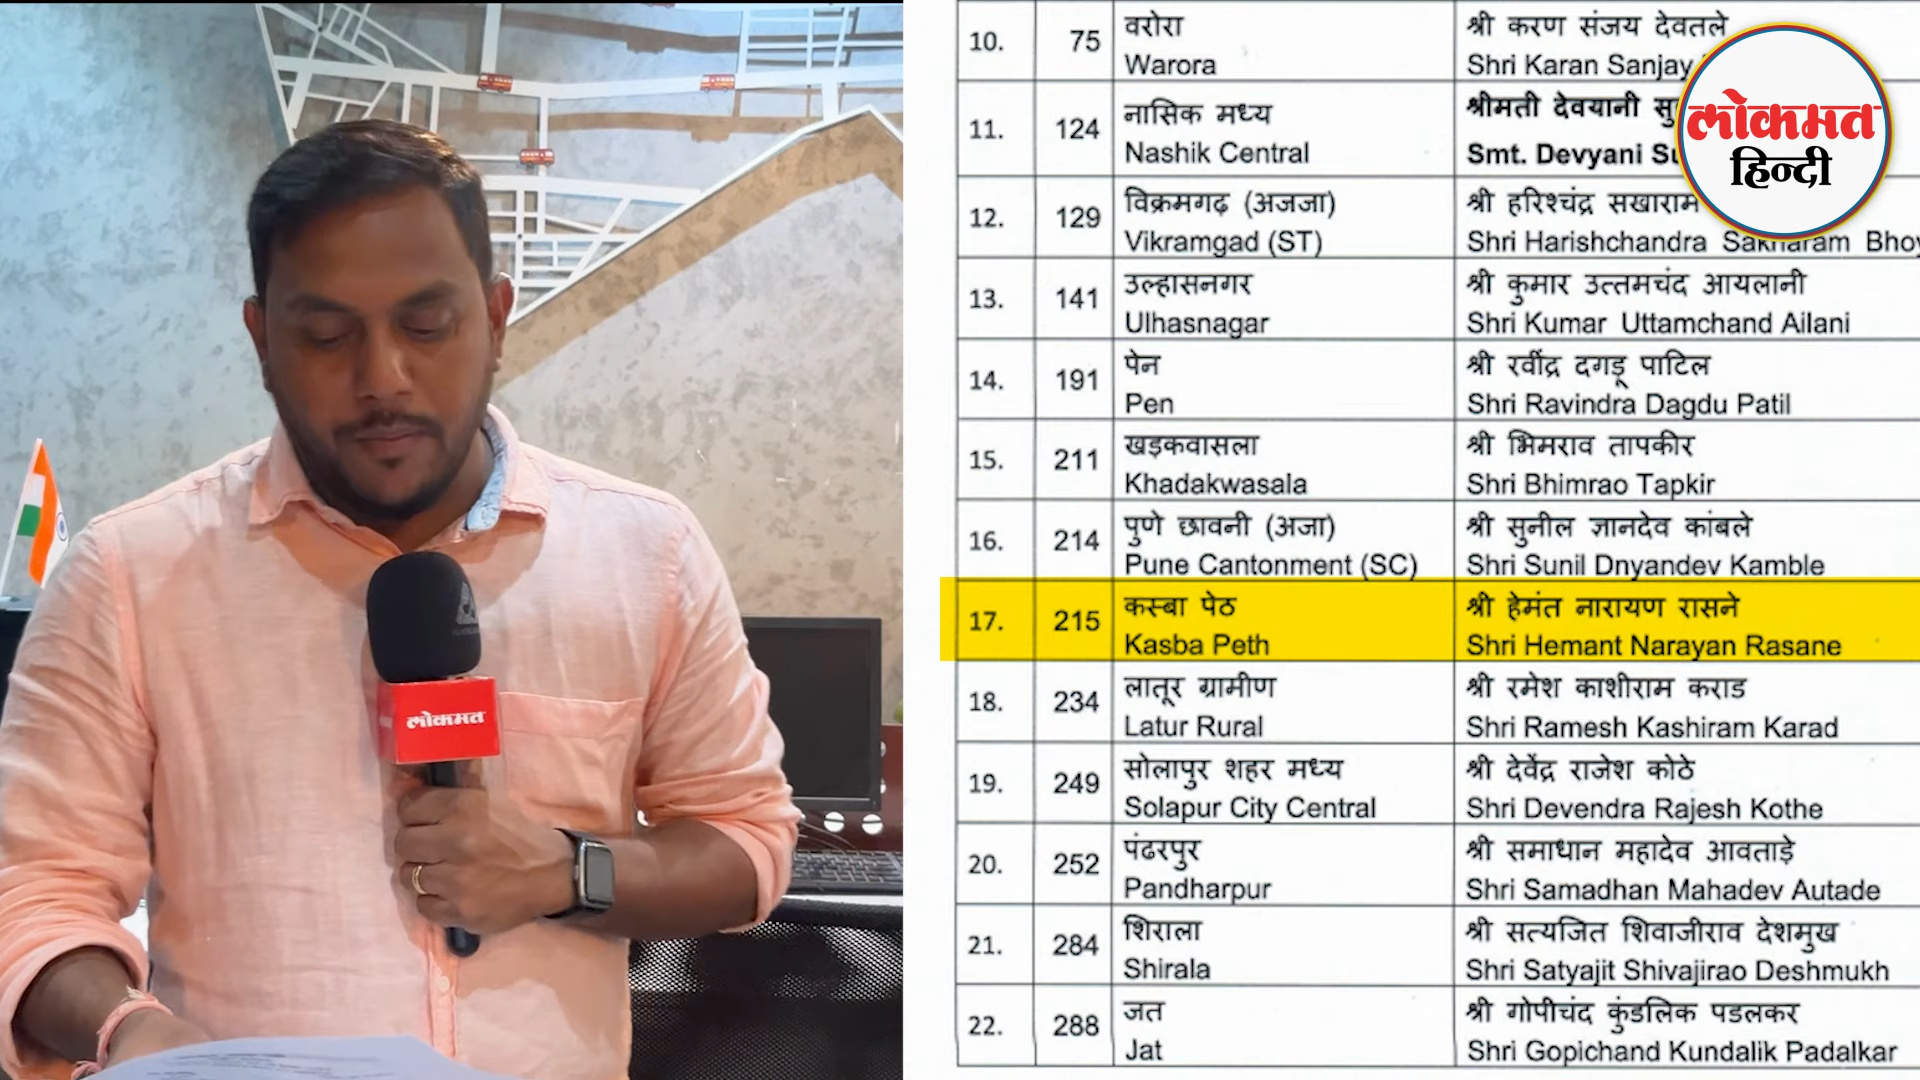 10. 75 वरोरा श्री करण संजय देवतले
Warora Shri Karan Sanjay
11. 124 नासिक मध्य श्रीमती देवयानी
Nashik Central Smt. Devyani
12. 129 विक्रमगढ़ (अजजा) श्री हरिश्चंद्र सखाराम
Vikramgad (ST) Shri Harishchandra Sakharam
13. 141 उल्हासनगर श्री कुमार उत्तमचंद आयलानी
Ulhasnagar Shri Kumar Uttamchand Ailani
14. 191 पेन श्री रवींद्र दगडू पाटिल
Pen Shri Ravindra Dagdu Patil
15. 211 खड़कवासला श्री भिमराव तापकीर
Khadakwasala Shri Bhimrao Tapkir
16. 214 पुणे छावनी (अजा) श्री सुनील ज्ञानदेव कांबले
Pune Cantonment (SC) Shri Sunil Dnyandev Kamble
17. 215 कस्बा पेठ श्री हेमंत नारायण रासने
Kasba Peth Shri Hemant Narayan Rasane
18. 234 लातूर ग्रामीण श्री रमेश काशीराम कराड
Latur Rural Shri Ramesh Kashiram Karad
19. 249 सोलापुर शहर मध्य श्री देवेंद्र राजेश कोठे
Solapur City Central Shri Devendra Rajesh Kothe
20. 252 पंढरपुर श्री समाधान महादेव आवताड़े
Pandharpur Shri Samadhan Mahadev Autade
21. 284 शिराला श्री सत्यजित शिवाजीराव देशमुख
Shirala Shri Satyajit Shivajirao Deshmukh
22. 288 जत श्री गोपीचंद कुंडलिक पडलकर
Jat Shri Gopichand Kundalik Padalkar
लोकमत
हिन्दी
लोकमत